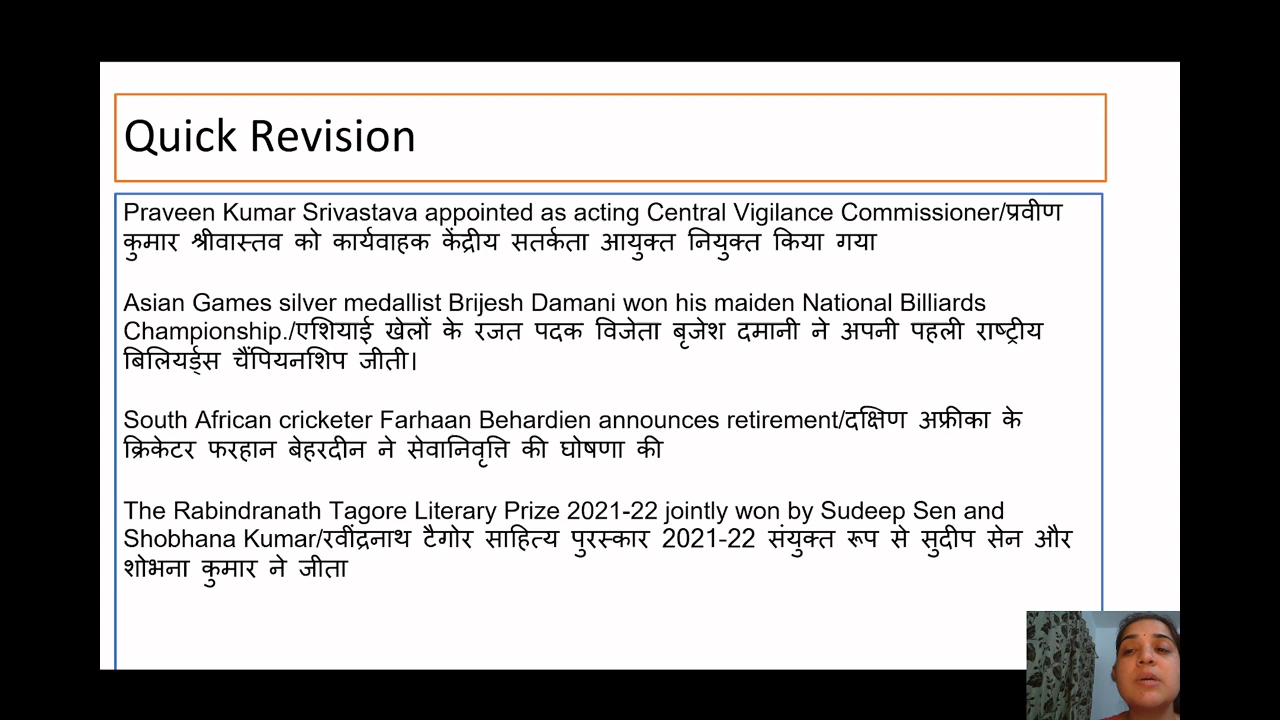 Quick Revision
Praveen Kumar Srivastava appointed as acting Central Vigilance Commissioner/प्रवीण
कुमार श्रीवास्तव को कार्यवाहक केंद्रीय सतर्कता आयुक्त नियुक्त किया गया
Asian Games silver medallist Brijesh Damani won his maiden National Billiards
Championship./एशियाई खेलों के रजत पदक विजेता बृजेश दमानी ने अपनी पहली राष्ट्रीय
बिलियर्ड्स चैंपियनशिप जीती।
South African cricketer Farhaan Behardien announces retirement/दक्षिण अफ्रीका के
क्रिकेटर फरहान बेहरदीन ने सेवानिवृत्ति की घोषणा की
The Rabindranath Tagore Literary Prize 2021-22 jointly won by Sudeep Sen and
Shobhana Kumar/रवींद्रनाथ टैगोर साहित्य पुरस्कार 2021-22 संयुक्त रूप से सुदीप सेन और
शोभना कुमार ने जीता